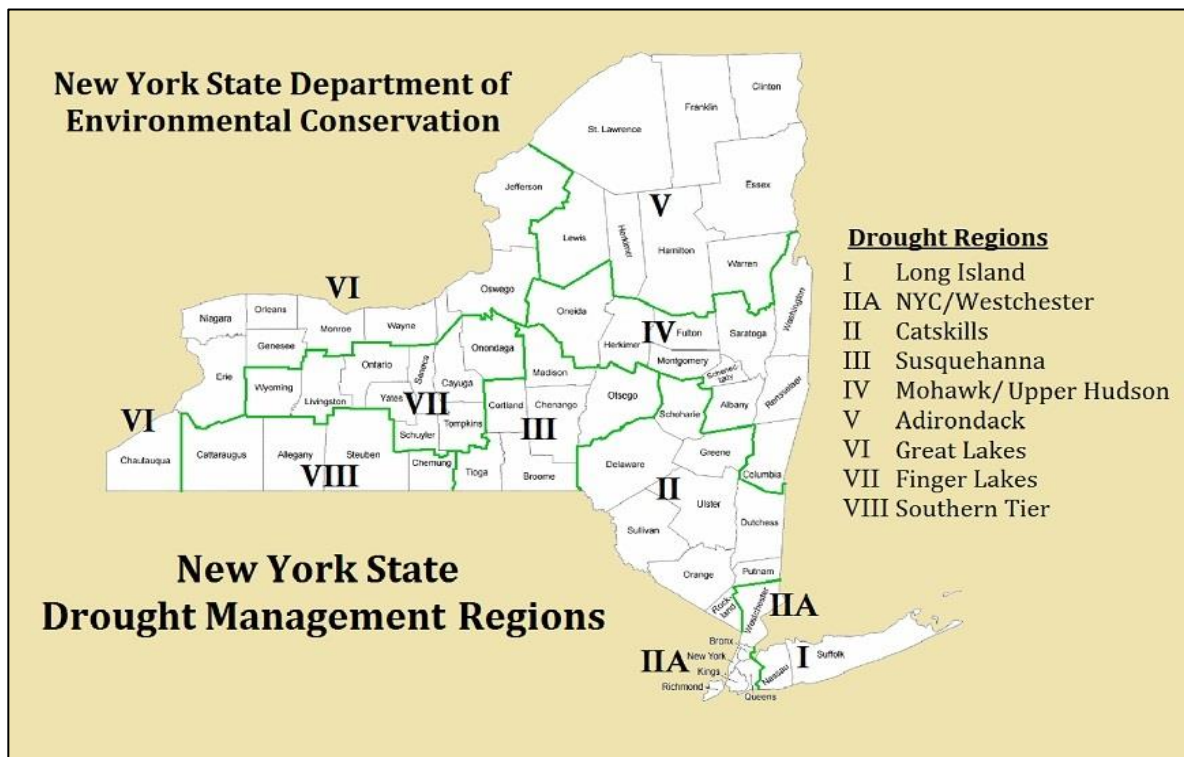 New York State Department of
Environmental Conservation
Clinton
Franklin
St. Lawrence
Essex
Jefferson
V
Lewis
Herkimer
Hamilton
Warren
Drought Regions
I Long Island
IIA NYC/Westchester
II Catskills
III Susquehanna
IV Mohawk/ Upper Hudson
V Adirondack
VI Great Lakes
VII Finger Lakes
VIII Southern Tier
VI
Oswego
Oneida
Washington
Niagara
Orleans
Monroe
Wayne
IV
Fulton
Saratoga
Herkimer
Genesee
Onondaga
Montgomery
Madison
Schenec-
tady
Ontario
Seneca
Erie
Wyoming
Livingston
Yates
Cayuga
VII
Cortland
Chenango
Otsego
Schoharie
Albany
Rensselaer
VI
Schuyler
Tompkins
III
Chautauqua
Cattaraugus
Allegany
Steuben
Chemung
Tioga
Broome
Delaware
Greene
Columbia
VIII
II
Ulster
Sullivan
Dutchess
Orange
Putnam
New York State
Drought Management Regions
Rock-
land
Westchester
IIA
Bronx
New York
Kings
Richmond
Queens
IIA
Nassau
I
Suffolk